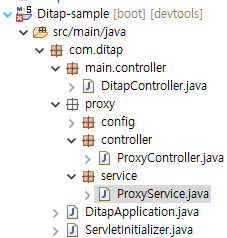 Ditap-sample [boot] [devtools]
src/main/java
com.ditap
main.controller
DitapController.java
proxy
config
controller
ProxyController.java
service
ProxyService.java
DitapApplication.java
ServletInitializer.java